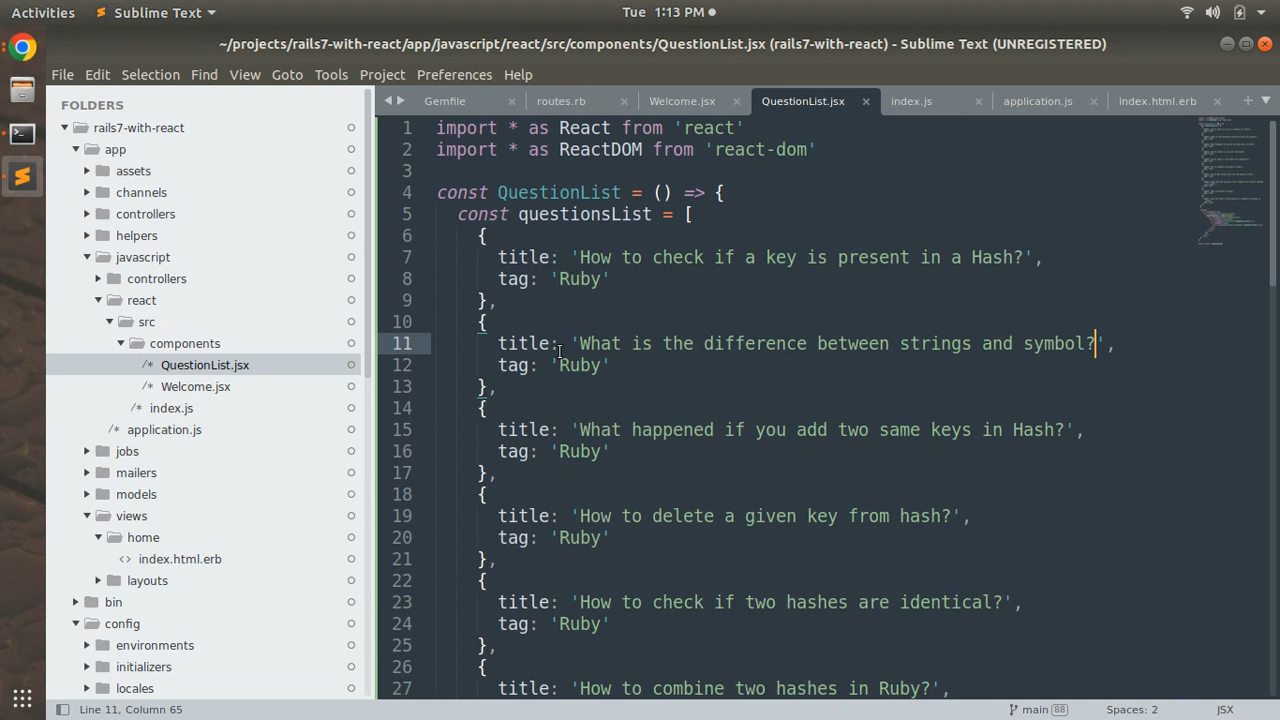 Activities
Sublime Text
Tue 1:13 PM
~/projects/rails7-with-react/app/javascript/react/src/components/QuestionList.jsx (rails7-with-react) - Sublime Text (UNREGISTERED)
File Edit Selection Find View Goto Tools Project Preferences Help
FOLDERS
rails7-with-react
app
assets
channels
controllers
helpers
javascript
controllers
react
src
components
/* QuestionList.jsx
/* Welcome.jsx
/* index.js
/* application.js
jobs
mailers
models
views
home
<> index.html.erb
layouts
bin
config
environments
initializers
locales
Gemfile × routes.rb × Welcome.jsx × QuestionList.jsx × index.js × application.js × index.html.erb × +
1 import * as React from 'react'
2 import * as ReactDOM from 'react-dom'
3
4 const QuestionList = () => {
5 const questionsList = [
6 {
7 title: 'How to check if a key is present in a Hash?',
8 tag: 'Ruby'
9 },
10 {
11 title: 'What is the difference between strings and symbol?',
12 tag: 'Ruby'
13 },
14 {
15 title: 'What happened if you add two same keys in Hash?',
16 tag: 'Ruby'
17 },
18 {
19 title: 'How to delete a given key from hash?',
20 tag: 'Ruby'
21 },
22 {
23 title: 'How to check if two hashes are identical?',
24 tag: 'Ruby'
25 },
26 {
27 title: 'How to combine two hashes in Ruby?',
Line 11, Column 65
main 88
Spaces: 2
JSX